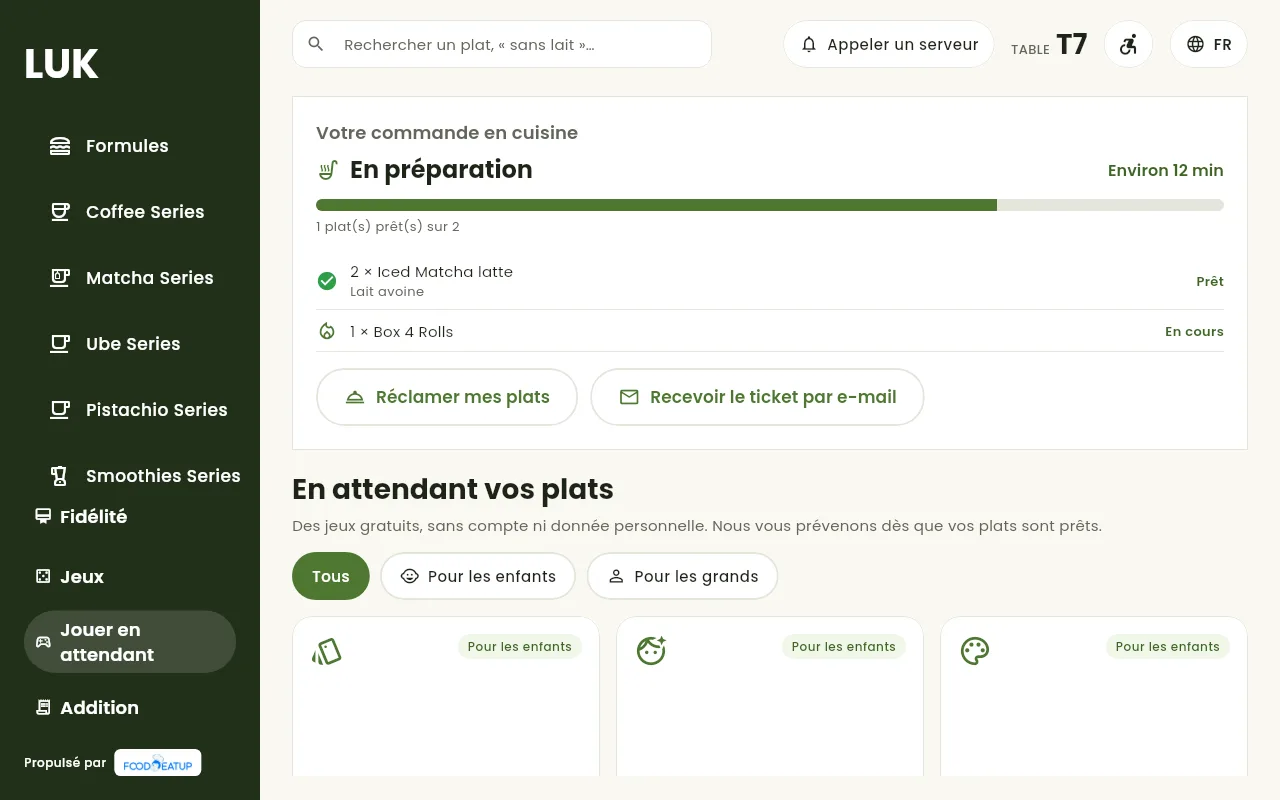 LUK
Formules
Coffee Series
Matcha Series
Ube Series
Pistachio Series
Smoothies Series
Fidélité
Jeux
Jouer en
attendant
Addition
Propulsé par FOOD EATUP
Rechercher un plat, « sans lait »...
Appeler un serveur
TABLE T7
FR
Votre commande en cuisine
En préparation
Environ 12 min
1 plat(s) prêt(s) sur 2
2 × Iced Matcha latte
Lait avoine
Prêt
1 × Box 4 Rolls
En cours
Réclamer mes plats
Recevoir le ticket par e-mail
En attendant vos plats
Des jeux gratuits, sans compte ni donnée personnelle. Nous vous prévenons dès que vos plats sont prêts.
Tous
Pour les enfants
Pour les grands
Pour les enfants
Pour les enfants
Pour les enfants